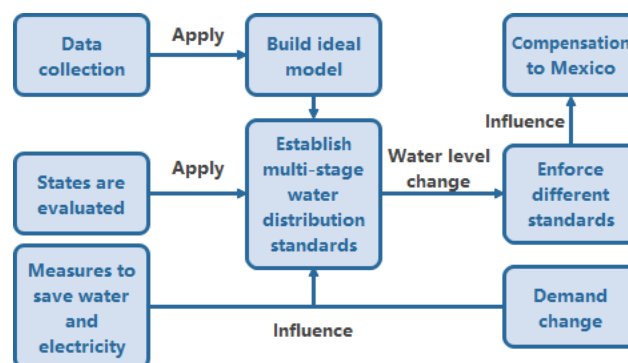 Data
collection
Apply
Build ideal
model
Compensation
to Mexico
Influence
States are
evaluated
Apply
Establish
multi-stage
water
distribution
standards
Water level
change
Enforce
different
standards
Measures to
save water
and
electricity
Influence
Demand
change